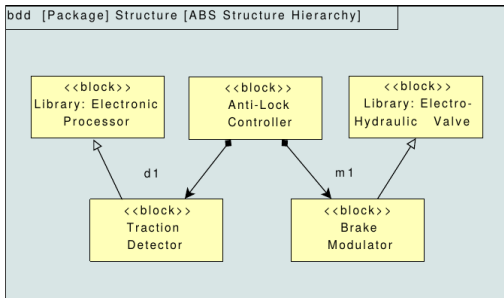 bdd [Package] Structure [ABS Structure Hierarchy]
<<block>>
Library: Electronic
Processor
<<block>>
Anti-Lock
Controller
<<block>>
Library: Electro-
Hydraulic Valve
d1
m1
<<block>>
Traction
Detector
<<block>>
Brake
Modulator